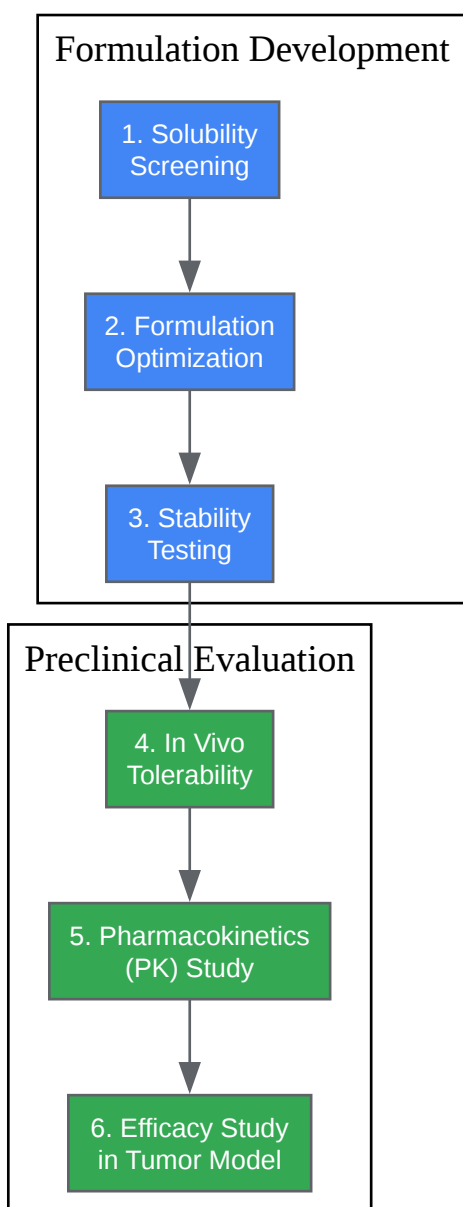 Formulation Development
1. Solubility
Screening
2. Formulation
Optimization
3. Stability
Testing
Preclinical Evaluation
4. In Vivo
Tolerability
5. Pharmacokinetics
(PK) Study
6. Efficacy Study
in Tumor Model